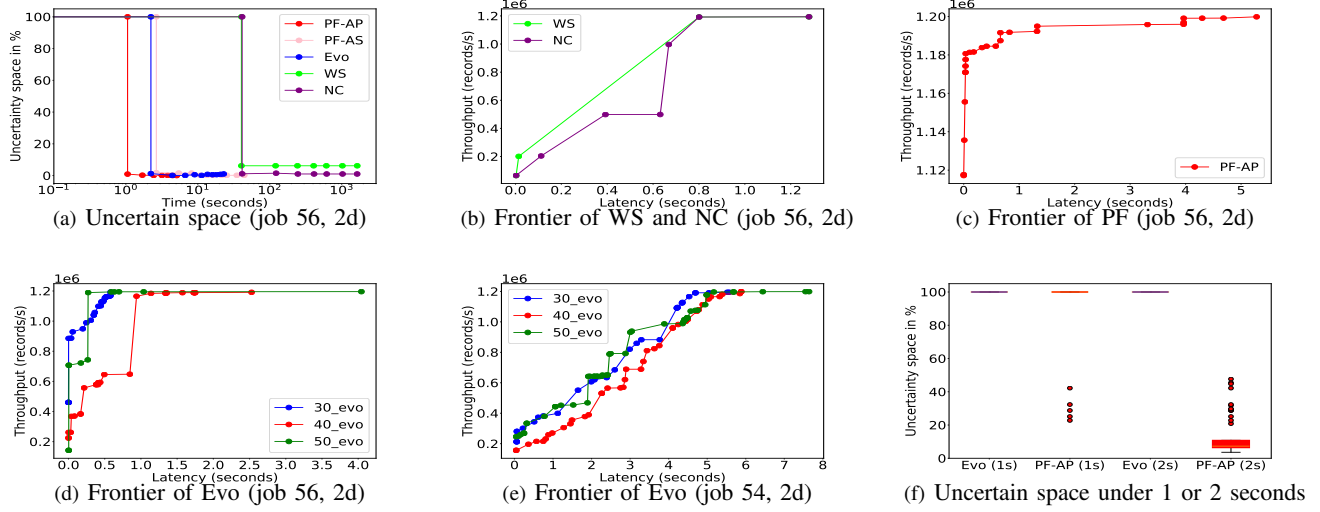 Uncertainty space in %
100
80
60
40
20
0
10⁻¹
10⁰
10¹
10²
10³
Time (seconds)
PF-AP
PF-AS
Evo
WS
NC
(a) Uncertain space (job 56, 2d)
1e6
Throughput (records/s)
1.2
1.0
0.8
0.6
0.4
0.2
0.0
0.2
0.4
0.6
0.8
1.0
1.2
Latency (seconds)
WS
NC
(b) Frontier of WS and NC (job 56, 2d)
1e6
Throughput (records/s)
1.20
1.18
1.16
1.14
1.12
0
1
2
3
4
5
Latency (seconds)
PF-AP
(c) Frontier of PF (job 56, 2d)
1e6
Throughput (records/s)
1.2
1.0
0.8
0.6
0.4
0.2
0.0
0.5
1.0
1.5
2.0
2.5
3.0
3.5
4.0
Latency (seconds)
30_evo
40_evo
50_evo
(d) Frontier of Evo (job 56, 2d)
1e6
Throughput (records/s)
1.2
1.0
0.8
0.6
0.4
0.2
0
1
2
3
4
5
6
7
8
Latency (seconds)
30_evo
40_evo
50_evo
(e) Frontier of Evo (job 54, 2d)
Uncertainty space in %
100
80
60
40
20
0
Evo (1s)
PF-AP (1s)
Evo (2s)
PF-AP (2s)
(f) Uncertain space under 1 or 2 seconds